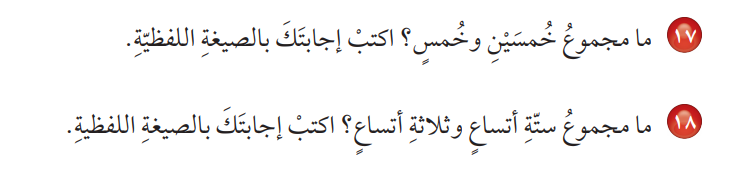 ١٧ ما مجموعُ خُمسَيْنِ وخُمسٍ؟ اكتبْ إجابتَكَ بالصيغةِ اللفظيّةِ.
١٨ ما مجموعُ ستّةِ أتساعٍ وثلاثةِ أتساعٍ؟ اكتبْ إجابتَكَ بالصيغةِ اللفظيةِ.